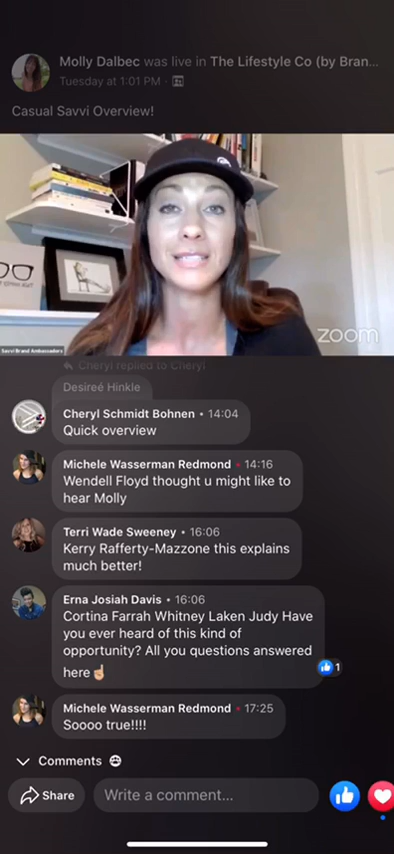 Molly Dalbec was live in The Lifestyle Co (by Bran...
Tuesday at 1:01 PM ·
Casual Savvi Overview!
zoom
Savvi Brand Ambassadors
Cheryl replied to Cheryl
Desireé Hinkle
Cheryl Schmidt Bohnen • 14:04
Quick overview
Michele Wasserman Redmond • 14:16
Wendell Floyd thought u might like to
hear Molly
Terri Wade Sweeney • 16:06
Kerry Rafferty-Mazzone this explains
much better!
Erna Josiah Davis • 16:06
Cortina Farrah Whitney Laken Judy Have
you ever heard of this kind of
opportunity? All you questions answered
here☝🏼
1
Michele Wasserman Redmond • 17:25
Soooo true!!!!
Comments
Share
Write a comment...